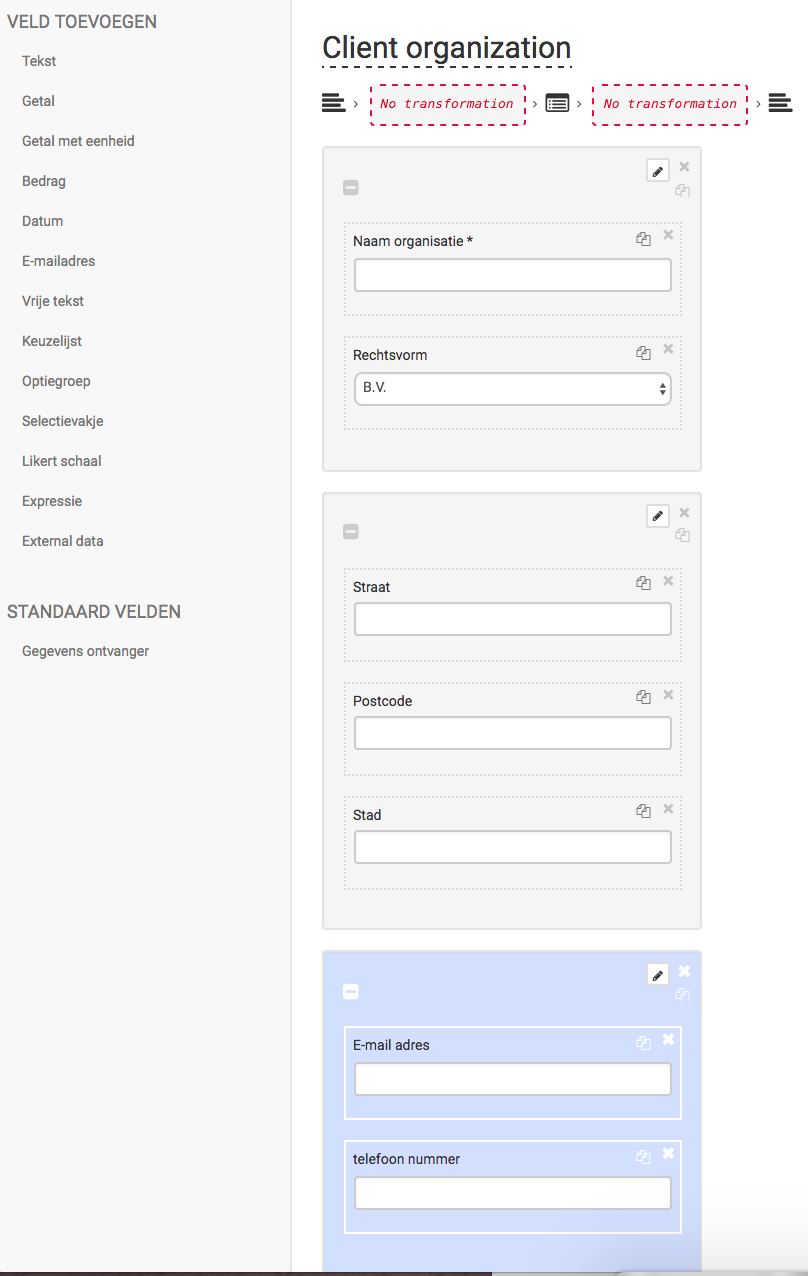 VELD TOEVOEGEN
Tekst
Getal
Getal met eenheid
Bedrag
Datum
E-mailadres
Vrije tekst
Keuzelijst
Optiegroep
Selectievakje
Likert schaal
Expressie
External data
STANDAARD VELDEN
Gegevens ontvanger
Client organization
No transformation
No transformation
Naam organisatie *
Rechtsvorm
B.V.
Straat
Postcode
Stad
E-mail adres
telefoon nummer